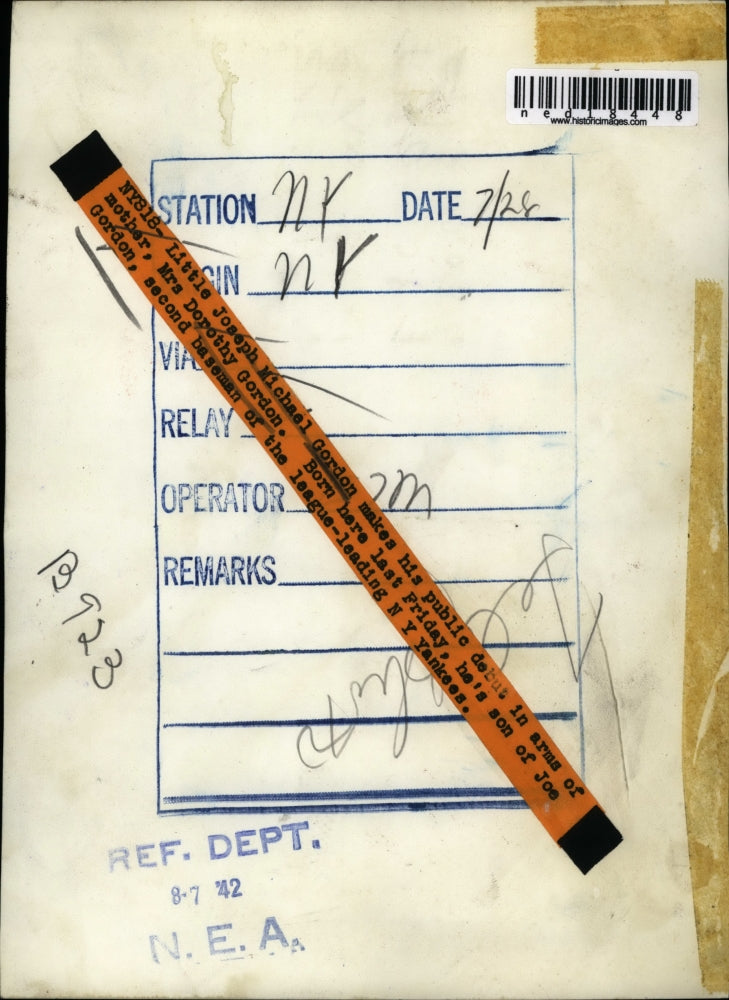 ned18448
www.historicimages.com
STATION NY DATE 7/28
GIN NY
VIA
RELAY
OPERATOR
REMARKS
NY818- Little Joseph Michael Gordon makes his public debut in arms of
mother, Mrs Dorothy Gordon. Born here last Friday, he's son of Joe
Gordon, second baseman of the league-leading N Y Yankees.
REF. DEPT.
8-7 '42
N. E. A.